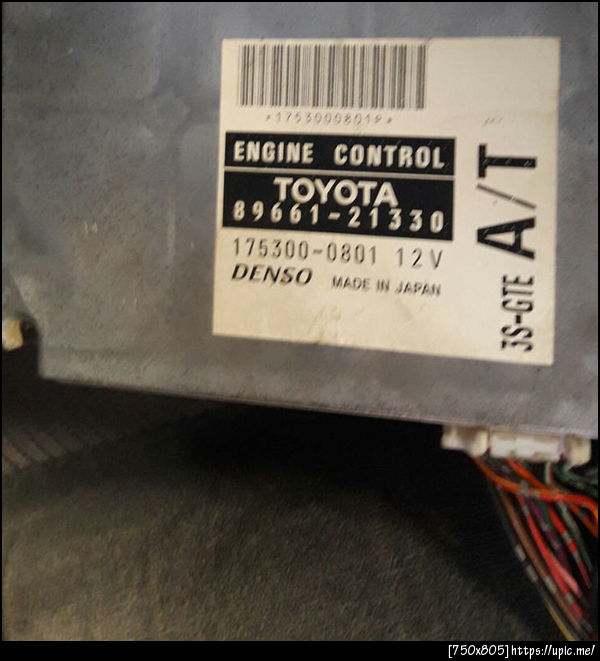 *1753000801P*
ENGINE CONTROL
TOYOTA
89661-21330
175300-0801 12V
DENSO MADE IN JAPAN
3S-GTE A/T
[750x805]https://upic.me/